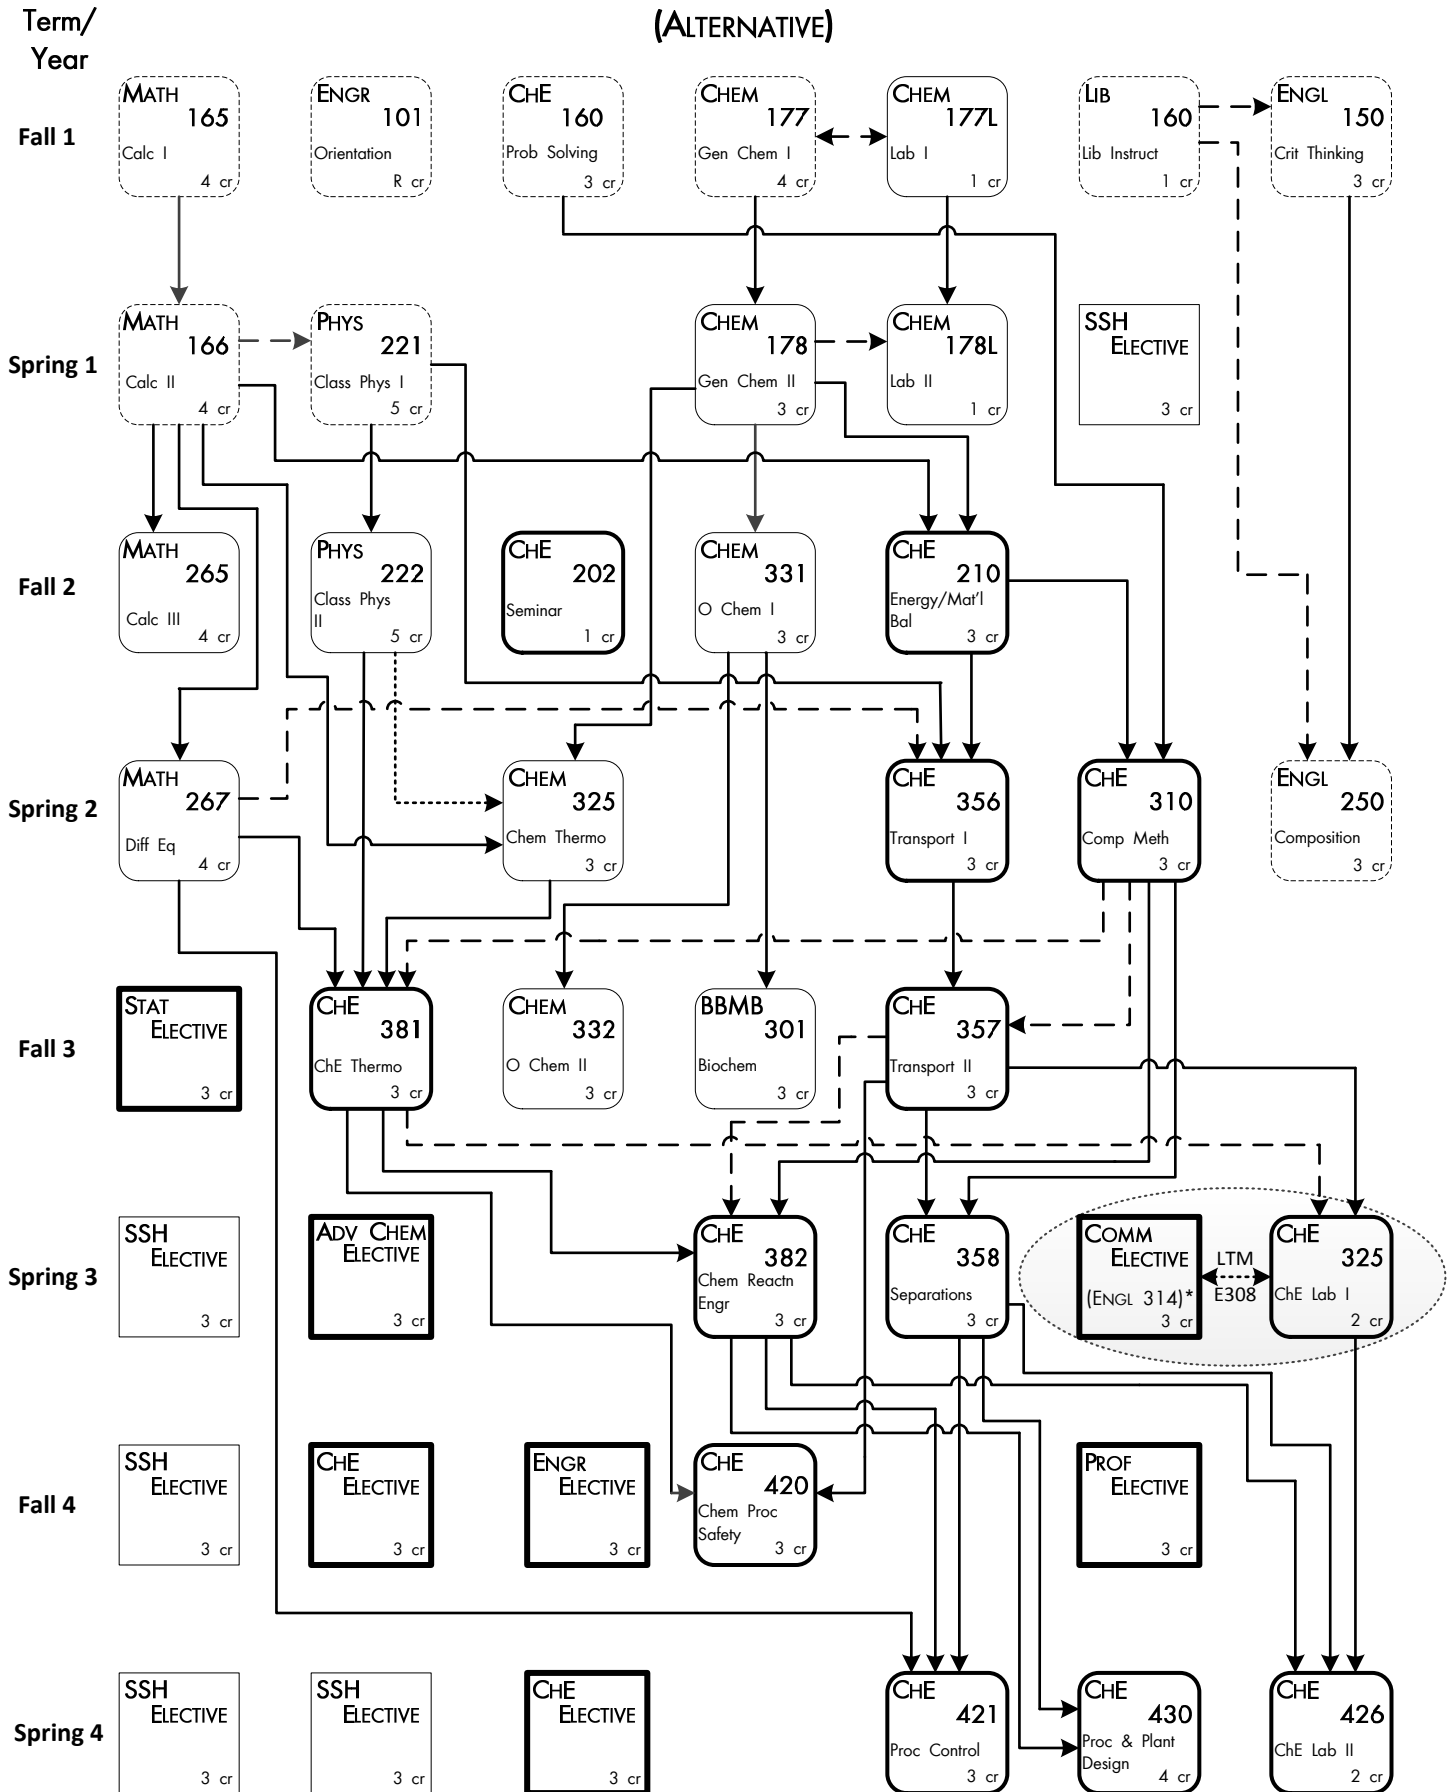 Term/
Year
(ALTERNATIVE)
Fall 1
MATH
165
Calc I
4 cr
ENGR
101
Orientation
R cr
CHE
160
Prob Solving
3 cr
CHEM
177
Gen Chem I
4 cr
CHEM
177L
Lab I
1 cr
LIB
160
Lib Instruct
1 cr
ENGL
150
Crit Thinking
3 cr
Spring 1
MATH
166
Calc II
4 cr
PHYS
221
Class Phys I
5 cr
CHEM
178
Gen Chem II
3 cr
CHEM
178L
Lab II
1 cr
SSH
ELECTIVE
3 cr
Fall 2
MATH
265
Calc III
4 cr
PHYS
222
Class Phys
II
5 cr
CHE
202
Seminar
1 cr
CHEM
331
O Chem I
3 cr
CHE
210
Energy/Mat'l
Bal
3 cr
Spring 2
MATH
267
Diff Eq
4 cr
CHEM
325
Chem Thermo
3 cr
CHE
356
Transport I
3 cr
CHE
310
Comp Meth
3 cr
ENGL
250
Composition
3 cr
Fall 3
STAT
ELECTIVE
3 cr
CHE
381
ChE Thermo
3 cr
CHEM
332
O Chem II
3 cr
BBMB
301
Biochem
3 cr
CHE
357
Transport II
3 cr
Spring 3
SSH
ELECTIVE
3 cr
ADV CHEM
ELECTIVE
3 cr
CHE
382
Chem Reactn
Engr
3 cr
CHE
358
Separations
3 cr
COMM
ELECTIVE
(ENGL 314)*
3 cr
LTM
E308
CHE
325
ChE Lab I
2 cr
Fall 4
SSH
ELECTIVE
3 cr
CHE
ELECTIVE
3 cr
ENGR
ELECTIVE
3 cr
CHE
420
Chem Proc
Safety
3 cr
PROF
ELECTIVE
3 cr
Spring 4
SSH
ELECTIVE
3 cr
SSH
ELECTIVE
3 cr
CHE
ELECTIVE
3 cr
CHE
421
Proc Control
3 cr
CHE
430
Proc & Plant
Design
4 cr
CHE
426
ChE Lab II
2 cr